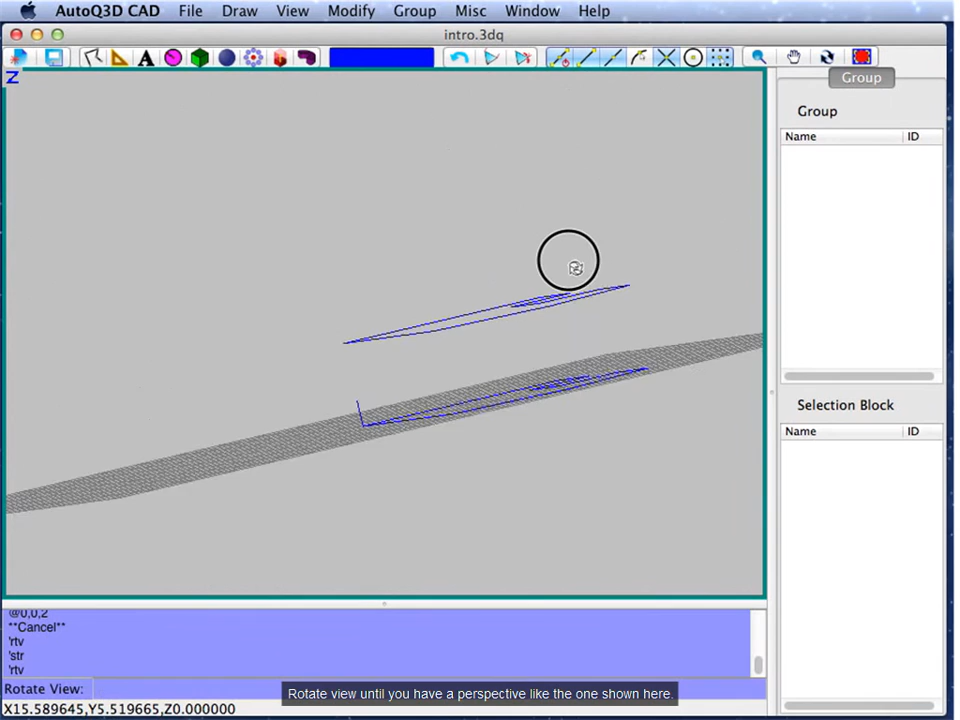 AutoQ3D CAD File Draw View Modify Group Misc Window Help
intro.3dq
A
Z
Group
Group
Name ID
Selection Block
Name ID
@0,0,2
**Cancel**
'rtv
'str
'rtv
Rotate View:
Rotate view until you have a perspective like the one shown here.
X15.589645,Y5.519665,Z0.000000